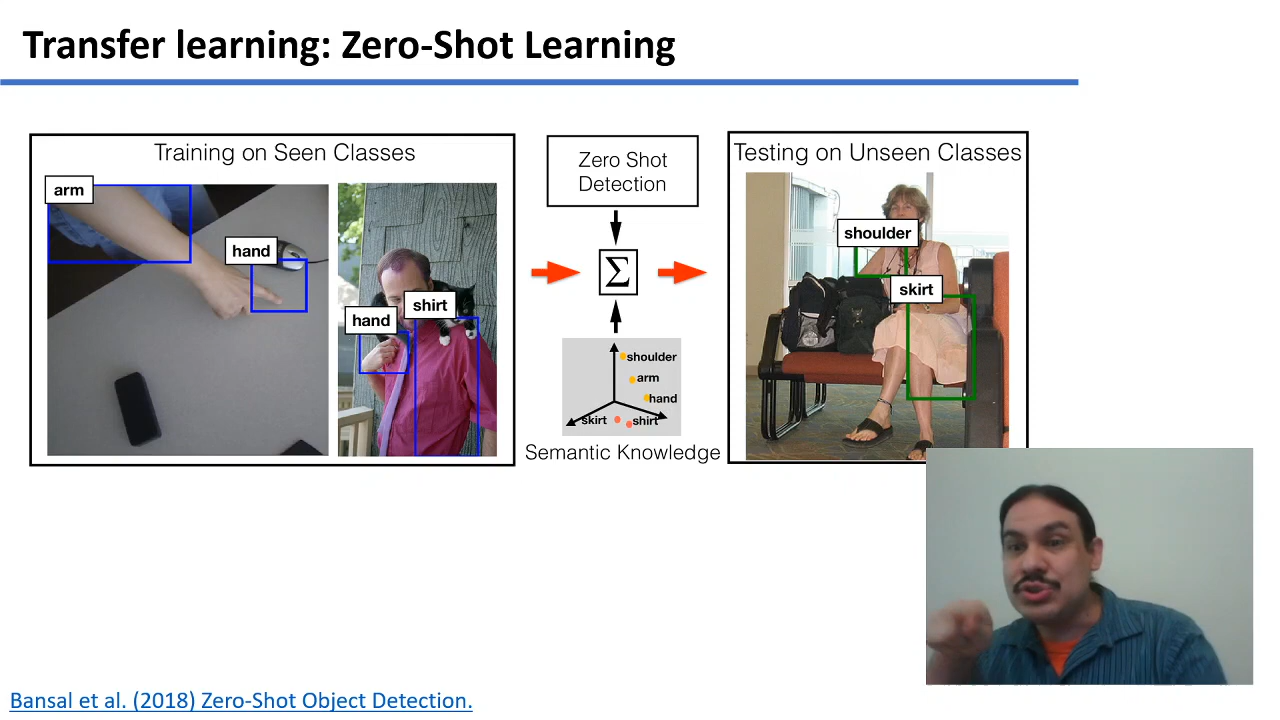 Transfer learning: Zero-Shot Learning
Training on Seen Classes
arm
hand
hand
shirt
Zero Shot
Detection
Σ
shoulder
arm
hand
skirt
shirt
Semantic Knowledge
Testing on Unseen Classes
shoulder
skirt
Bansal et al. (2018) Zero-Shot Object Detection.